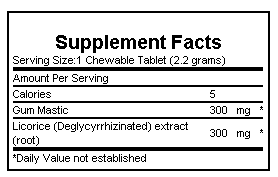 Supplement Facts
Serving Size:1 Chewable Tablet (2.2 grams)
Amount Per Serving
Calories 5
Gum Mastic 300 mg *
Licorice (Deglycyrrhizinated) extract
(root) 300 mg *
*Daily Value not established